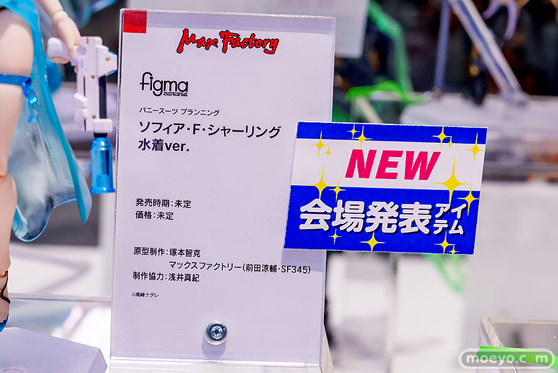 Max Factory
figma
バニースーツ プランニング
ソフィア・F・シャーリング
水着ver.
発売時期：未定
価格：未定
原型制作：塚本智克
マックスファクトリー（前田涼輔・SF345）
制作協力：浅井真紀
©高峰ナダレ
NEW
会場発表アイテム
moeyo.com